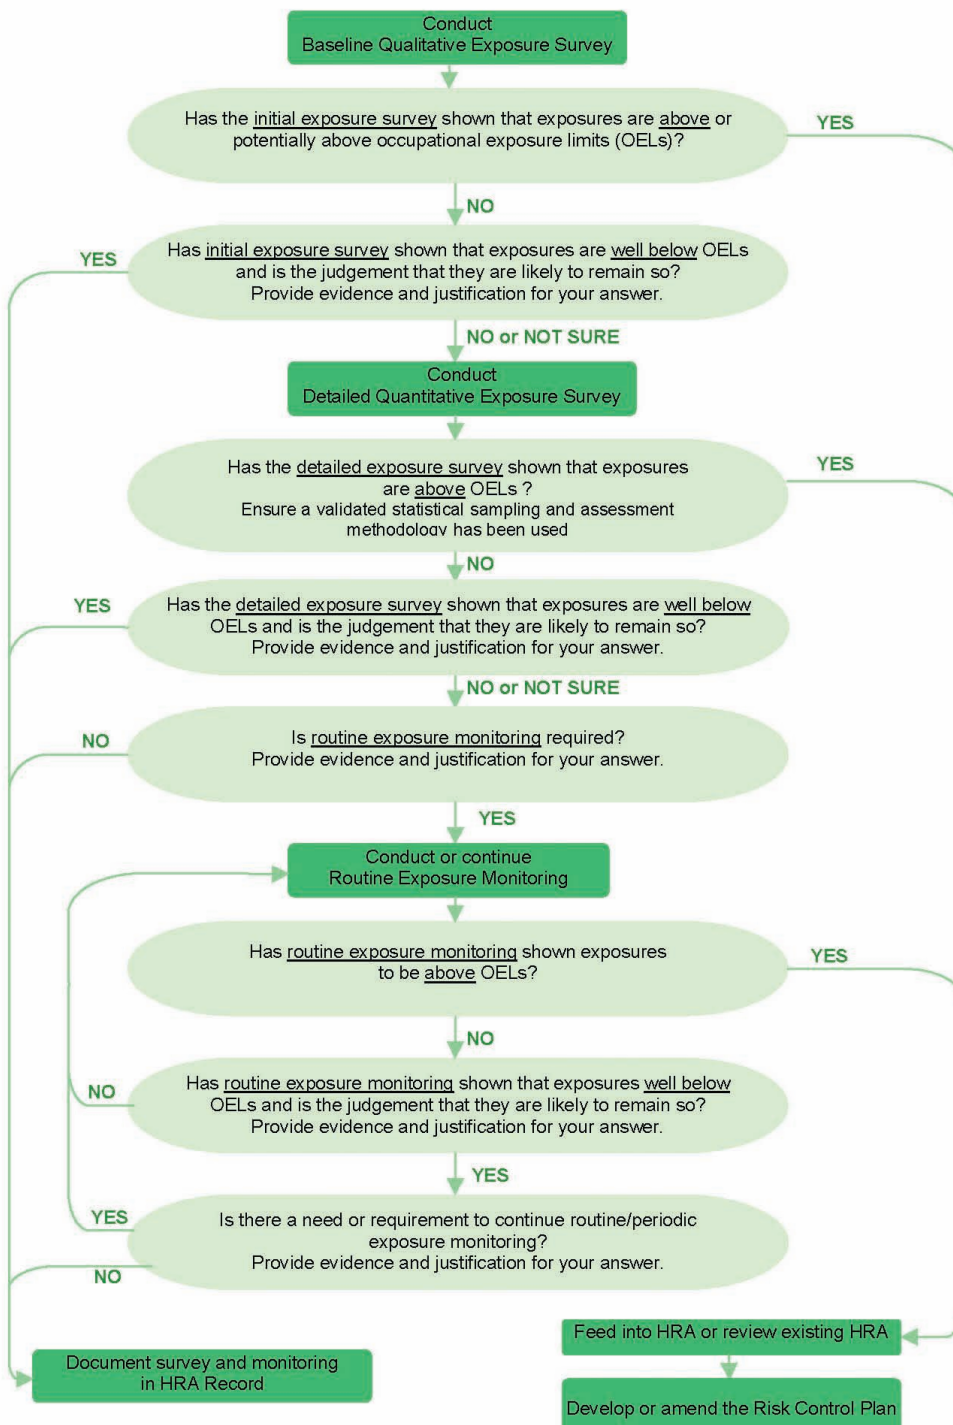 Conduct
Baseline Qualitative Exposure Survey
Has the initial exposure survey shown that exposures are above or
potentially above occupational exposure limits (OELs)?
YES
NO
Has initial exposure survey shown that exposures are well below OELs
and is the judgement that they are likely to remain so?
Provide evidence and justification for your answer.
YES
NO or NOT SURE
Conduct
Detailed Quantitative Exposure Survey
Has the detailed exposure survey shown that exposures
are above OELs ?
Ensure a validated statistical sampling and assessment
methodology has been used
YES
NO
YES
Has the detailed exposure survey shown that exposures are well below
OELs and is the judgement that they are likely to remain so?
Provide evidence and justification for your answer.
NO or NOT SURE
NO
Is routine exposure monitoring required?
Provide evidence and justification for your answer.
YES
Conduct or continue
Routine Exposure Monitoring
Has routine exposure monitoring shown exposures
to be above OELs?
YES
NO
Has routine exposure monitoring shown that exposures well below
OELs and is the judgement that they are likely to remain so?
Provide evidence and justification for your answer.
NO
YES
Is there a need or requirement to continue routine/periodic
exposure monitoring?
Provide evidence and justification for your answer.
YES
NO
Feed into HRA or review existing HRA
Document survey and monitoring
in HRA Record
Develop or amend the Risk Control Plan